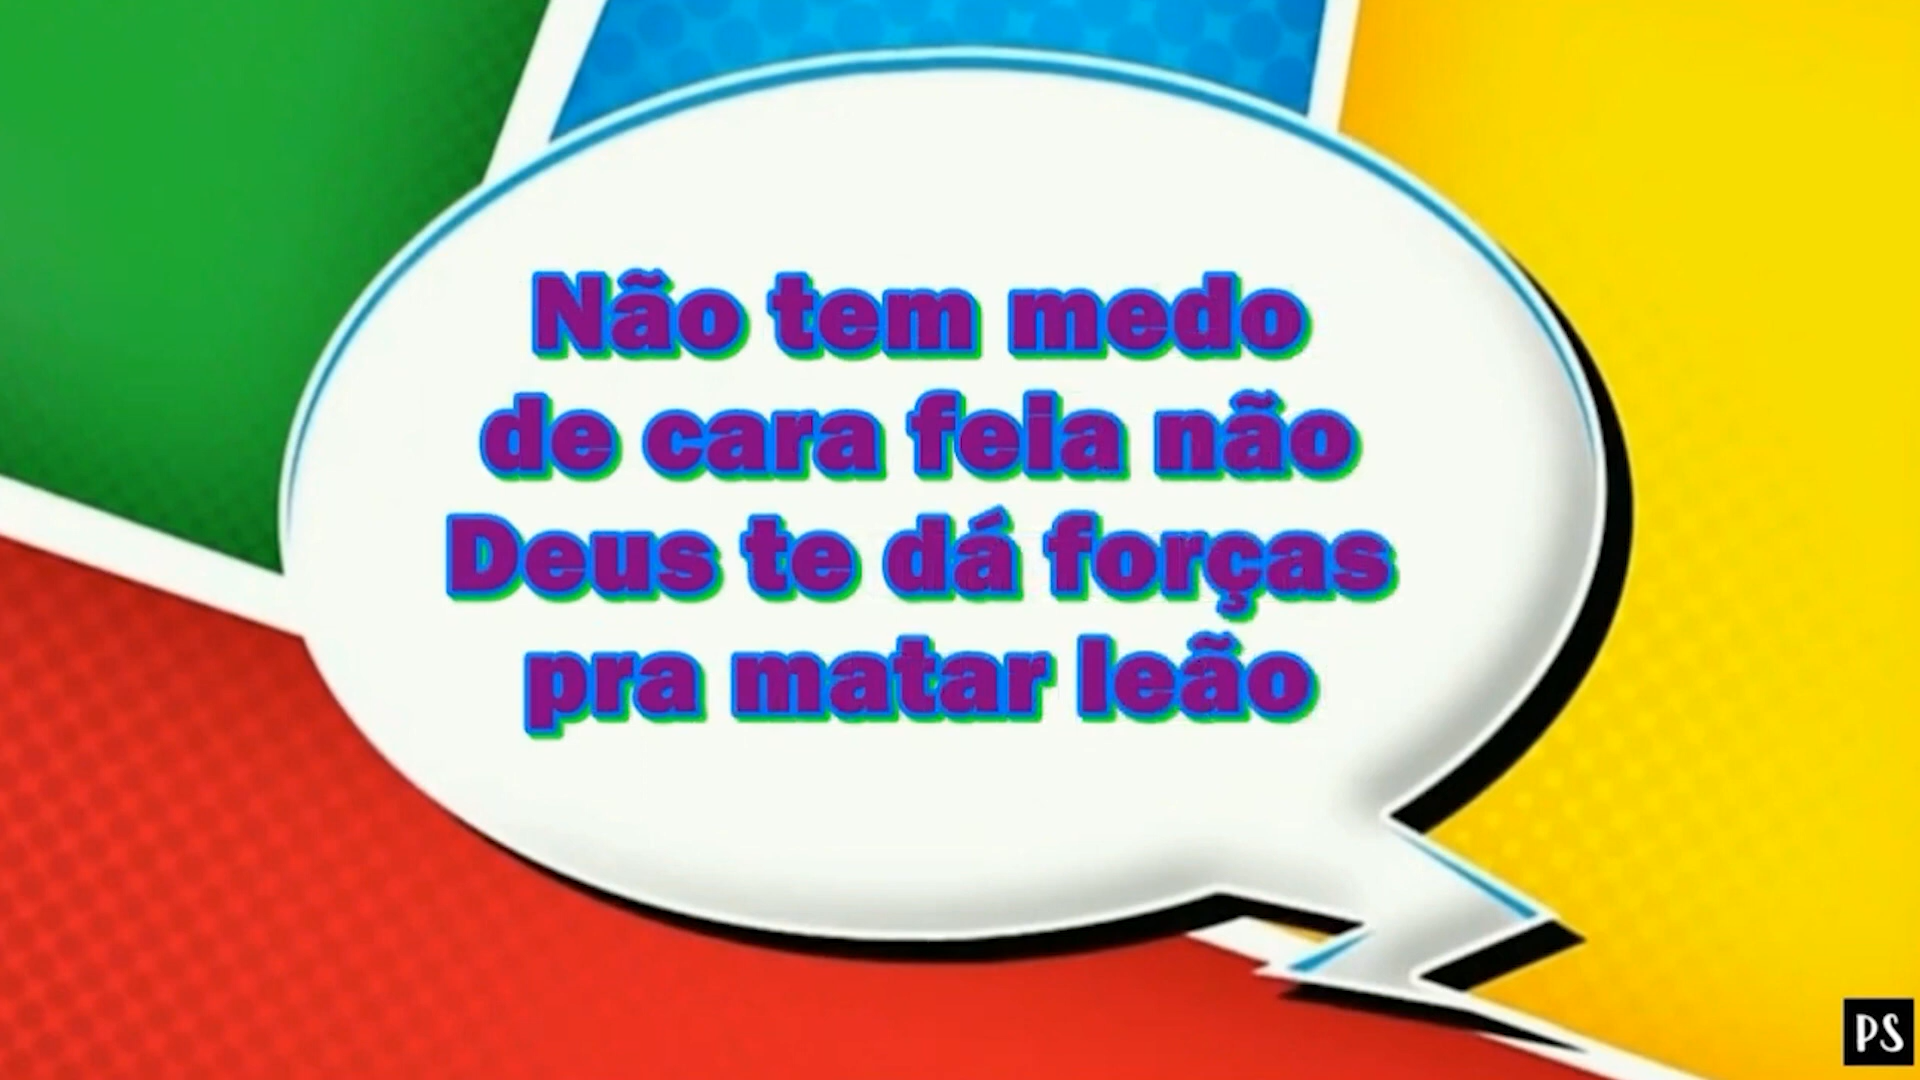 Não tem medo
de cara feia não
Deus te dá forças
pra matar leão
PS